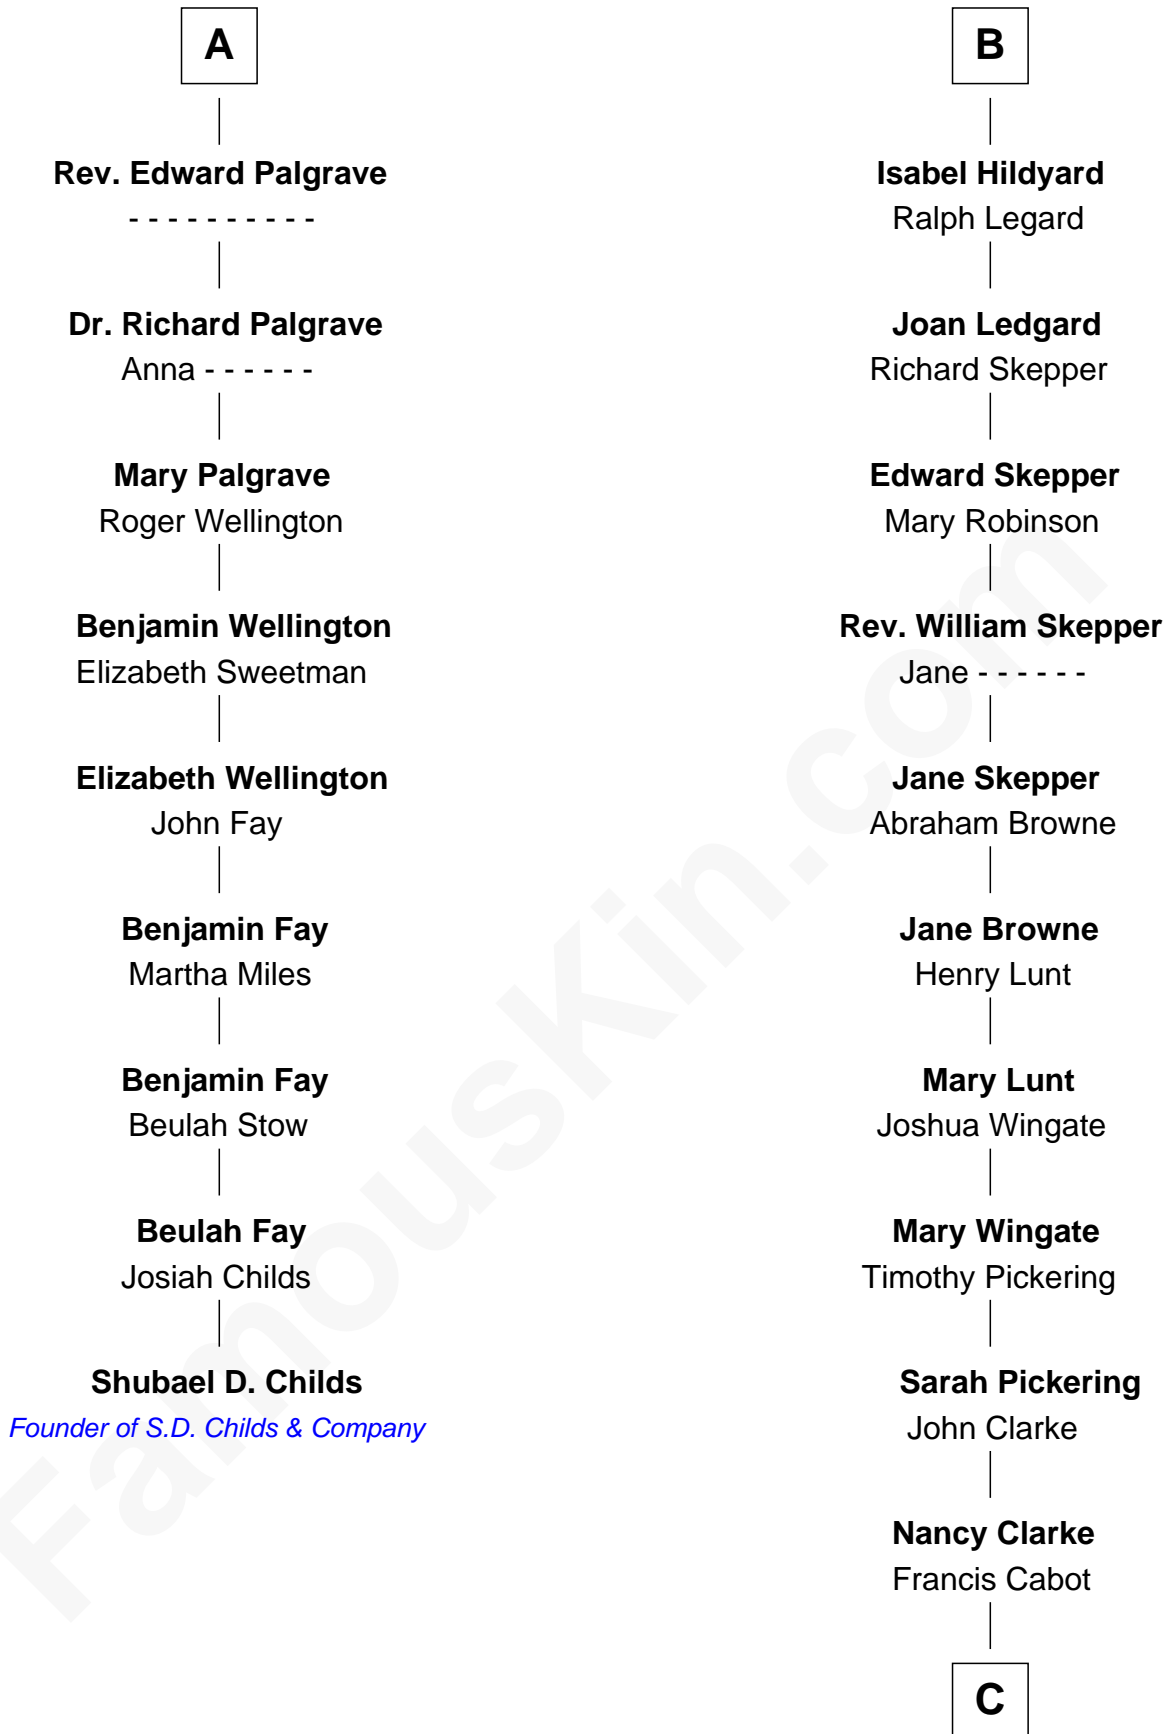 A
Rev. Edward Palgrave
- - - - - - - - - -
Dr. Richard Palgrave
Anna - - - - - -
Mary Palgrave
Roger Wellington
Benjamin Wellington
Elizabeth Sweetman
Elizabeth Wellington
John Fay
Benjamin Fay
Martha Miles
Benjamin Fay
Beulah Stow
Beulah Fay
Josiah Childs
Shubael D. Childs
Founder of S.D. Childs & Company
B
Isabel Hildyard
Ralph Legard
Joan Ledgard
Richard Skepper
Edward Skepper
Mary Robinson
Rev. William Skepper
Jane - - - - - -
Jane Skepper
Abraham Browne
Jane Browne
Henry Lunt
Mary Lunt
Joshua Wingate
Mary Wingate
Timothy Pickering
Sarah Pickering
John Clarke
Nancy Clarke
Francis Cabot
C
FamousKin.com